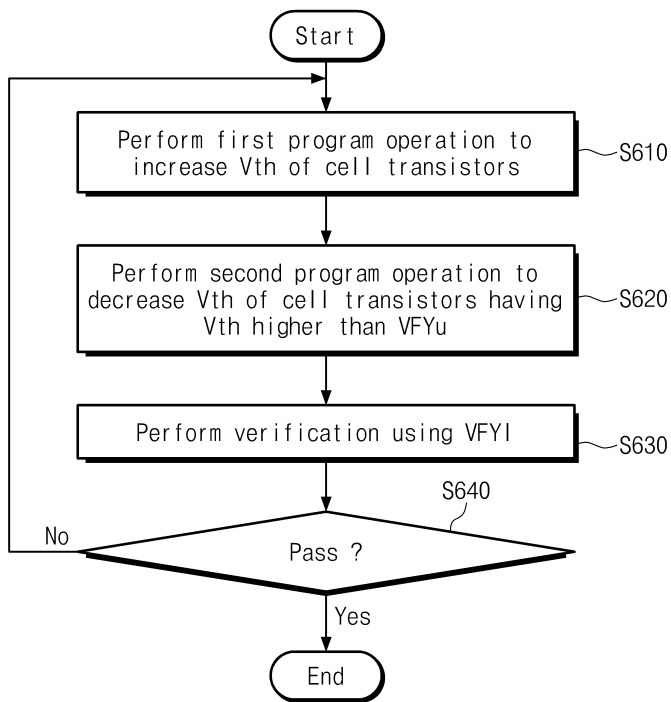 Start
Perform first program operation to
increase Vth of cell transistors
S610
Perform second program operation to
decrease Vth of cell transistors having
Vth higher than VFYu
S620
Perform verification using VFYl
S630
S640
Pass ?
No
Yes
End